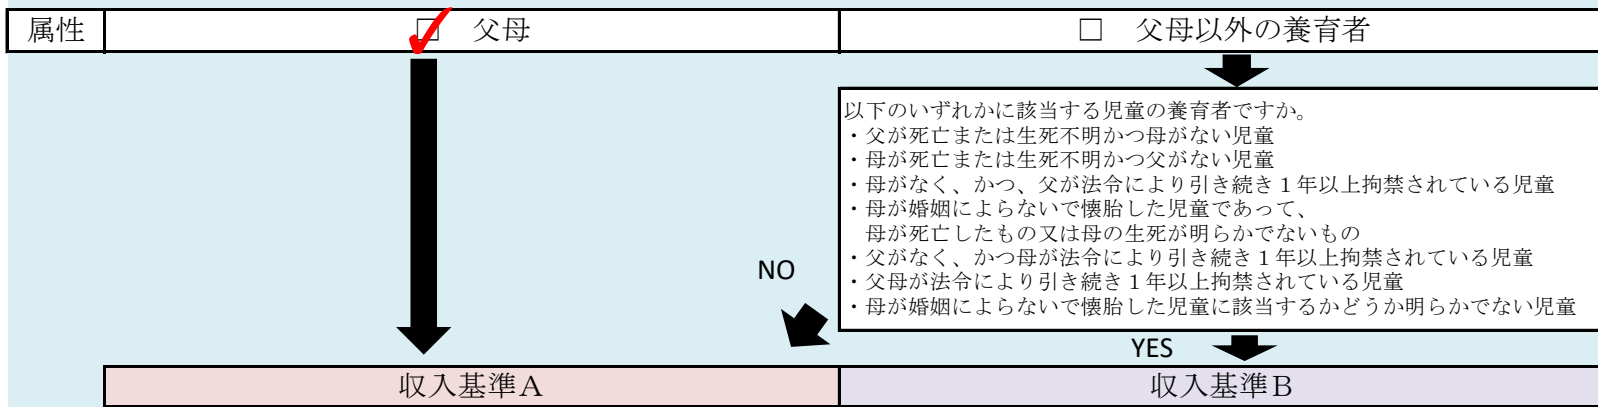 属性 □ 父母 □ 父母以外の養育者
以下のいずれかに該当する児童の養育者ですか。
・父が死亡または生死不明かつ母がない児童
・母が死亡または生死不明かつ父がない児童
・母がなく、かつ、父が法令により引き続き１年以上拘禁されている児童
・母が婚姻によらないで懐胎した児童であって、
母が死亡したもの又は母の生死が明らかでないもの
・父がなく、かつ母が法令により引き続き１年以上拘禁されている児童
・父母が法令により引き続き１年以上拘禁されている児童
・母が婚姻によらないで懐胎した児童に該当するかどうか明らかでない児童
NO
YES
収入基準Ａ 収入基準Ｂ